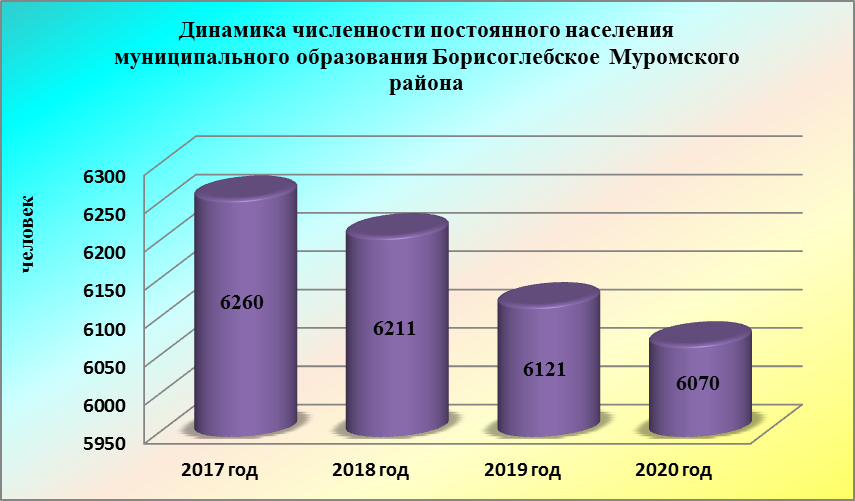 Динамика численности постоянного населения
муниципального образования Борисоглебское Муромского
района
человек
6300
6250
6200
6150
6100
6050
6000
5950
6260
6211
6121
6070
2017 год
2018 год
2019 год
2020 год